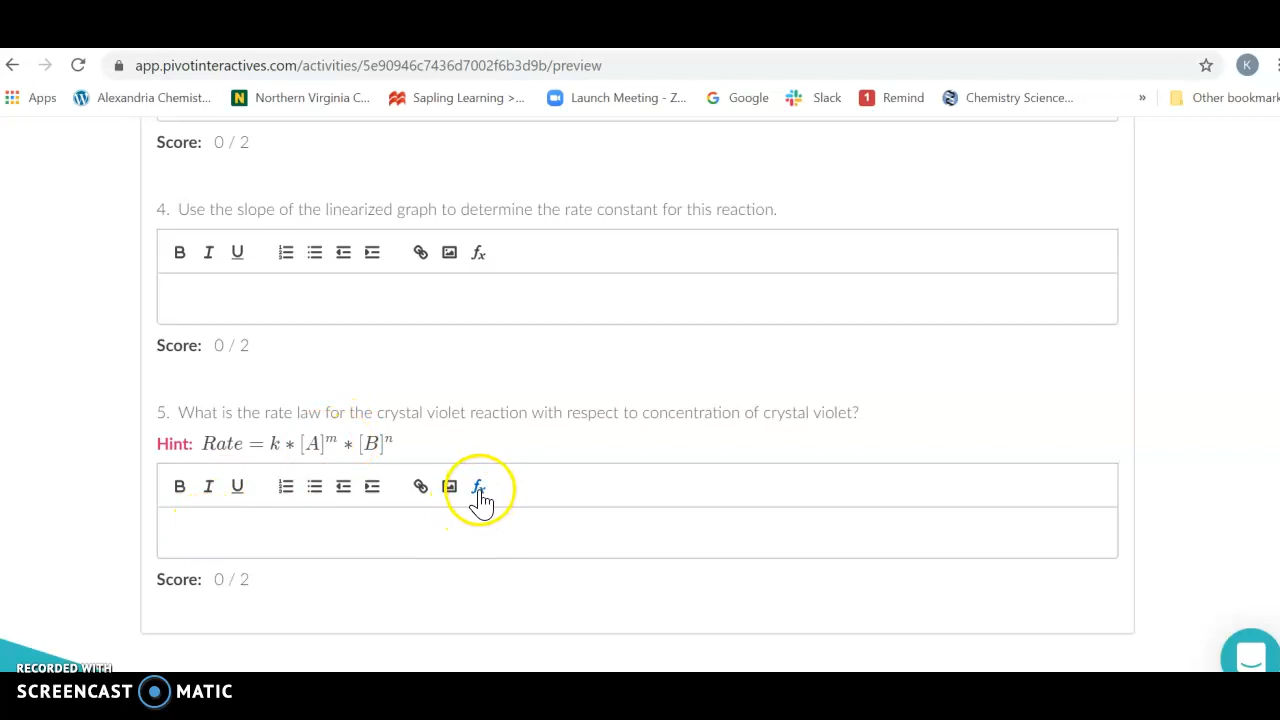 app.pivotinteractives.com/activities/5e90946c7436d7002f6b3d9b/preview
K
Apps Alexandria Chemist... N Northern Virginia C... Sapling Learning >... Launch Meeting - Z... Google Slack 1 Remind Chemistry Science... » Other bookmark
Score: 0 / 2
4. Use the slope of the linearized graph to determine the rate constant for this reaction.
B I U fx
Score: 0 / 2
5. What is the rate law for the crystal violet reaction with respect to concentration of crystal violet?
Hint: Rate = k ∗ [A]^m ∗ [B]^n
B I U fx
Score: 0 / 2
RECORDED WITH
SCREENCAST MATIC